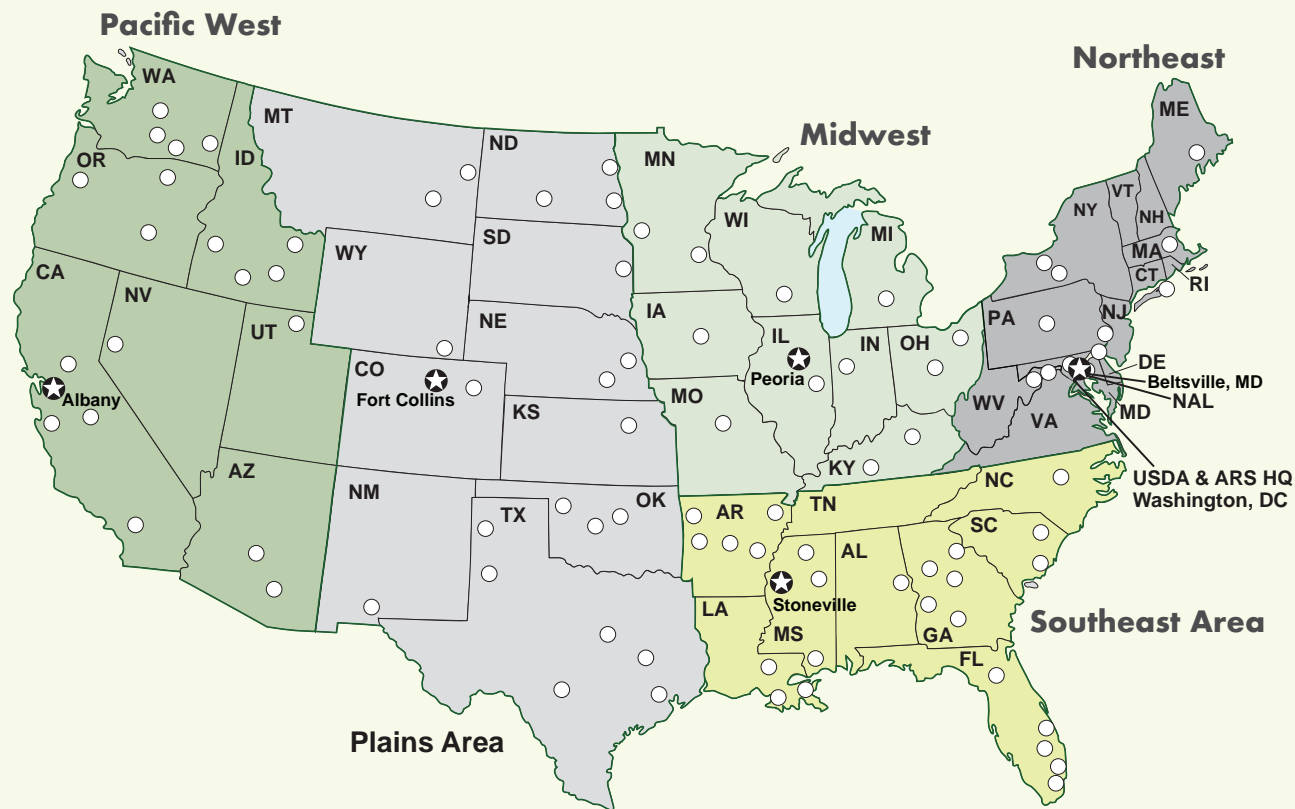 Pacific West
Northeast
Midwest
WA
OR
ID
MT
ND
MN
WI
MI
ME
VT
NH
NY
MA
CT
RI
CA
NV
UT
WY
SD
NE
IA
IL
Peoria
IN
OH
PA
NJ
DE
Beltsville, MD
NAL
MD
WV
VA
USDA & ARS HQ
Washington, DC
Albany
CO
Fort Collins
KS
MO
KY
AZ
NM
TX
OK
AR
TN
NC
SC
AL
Stoneville
LA
MS
GA
FL
Southeast Area
Plains Area